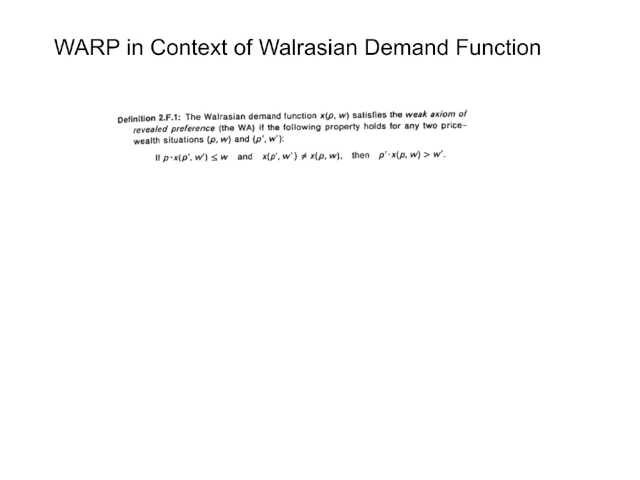 WARP in Context of Walrasian Demand Function
Definition 2.F.1: The Walrasian demand function x(p, w) satisfies the weak axiom of
revealed preference (the WA) if the following property holds for any two price–
wealth situations (p, w) and (p′, w′):
If p·x(p′, w′) ≤ w and x(p′, w′) ≠ x(p, w), then p′·x(p, w) > w′.